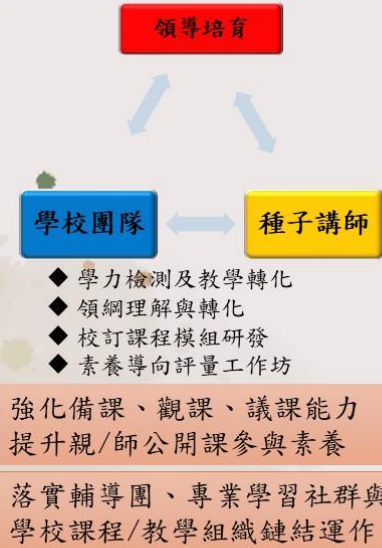 領導培育
學校團隊
種子講師
◆ 學力檢測及教學轉化
◆ 領綱理解與轉化
◆ 校訂課程模組研發
◆ 素養導向評量工作坊
強化備課、觀課、議課能力
提升親/師公開課參與素養
落實輔導團、專業學習社群與
學校課程/教學組織鏈結運作